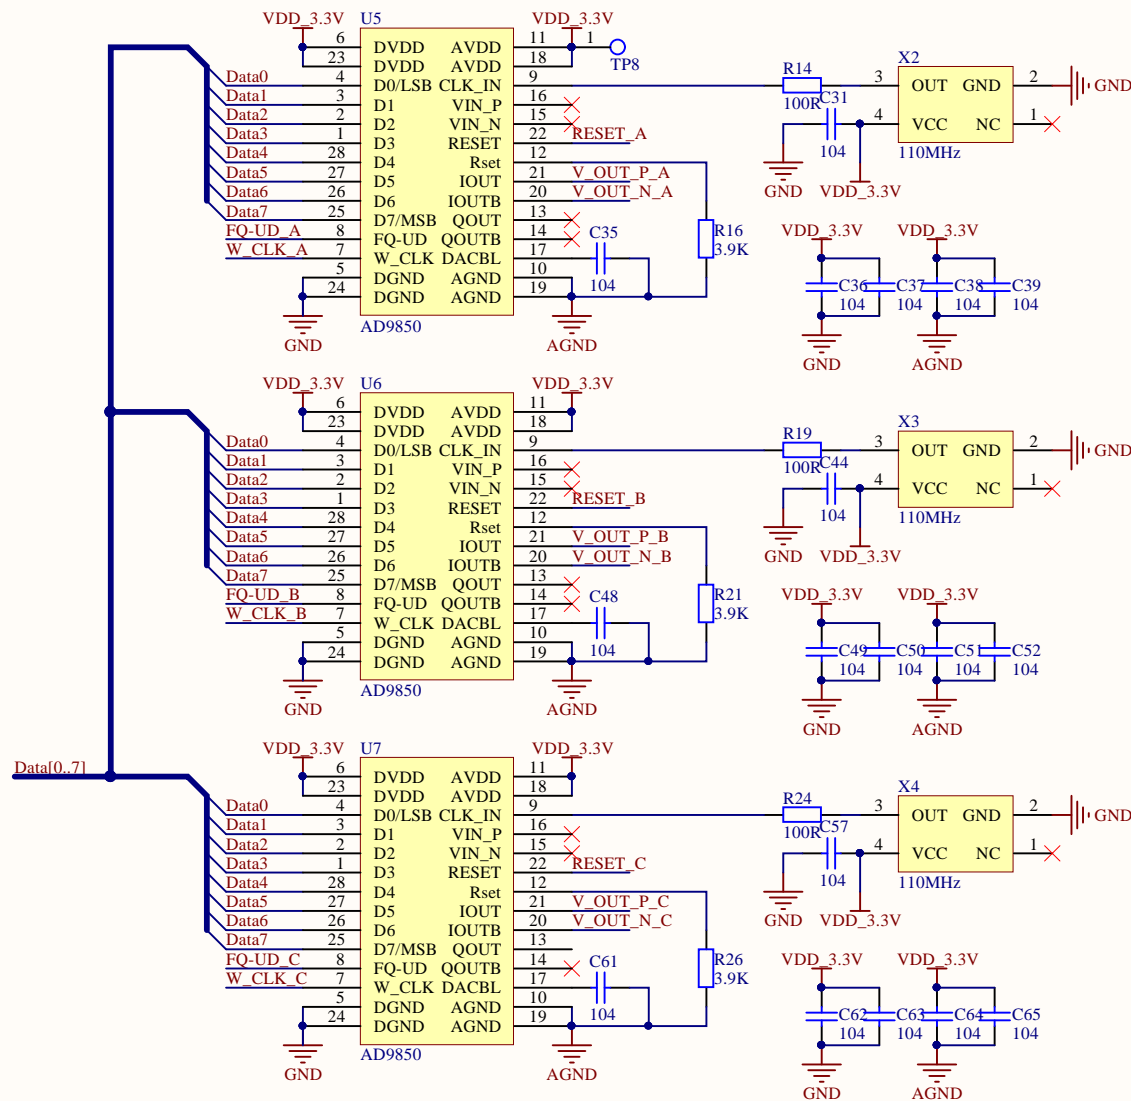 VDD_3.3V U5 VDD_3.3V
6 DVDD AVDD 11 1
23 DVDD AVDD 18 TP8
Data0 4 D0/LSB CLK_IN 9
Data1 3 D1 VIN_P 16
Data2 2 D2 VIN_N 15
Data3 1 D3 RESET 22 RESET_A
Data4 28 D4 Rset 12
Data5 27 D5 IOUT 21 V_OUT_P_A
Data6 26 D6 IOUTB 20 V_OUT_N_A
Data7 25 D7/MSB QOUT 13
FQ-UD_A 8 FQ-UD QOUTB 14
W_CLK_A 7 W_CLK DACBL 17
5 DGND AGND 10
24 DGND AGND 19
AD9850
GND AGND
C35
104
R16
3.9K
R14 X2
100R 3 OUT GND 2 GND
C31 4 VCC NC 1
104 110MHz
GND VDD_3.3V
VDD_3.3V VDD_3.3V
C36 C37 C38 C39
104 104 104 104
GND AGND
VDD_3.3V U6 VDD_3.3V
6 DVDD AVDD 11
23 DVDD AVDD 18
Data0 4 D0/LSB CLK_IN 9
Data1 3 D1 VIN_P 16
Data2 2 D2 VIN_N 15
Data3 1 D3 RESET 22 RESET_B
Data4 28 D4 Rset 12
Data5 27 D5 IOUT 21 V_OUT_P_B
Data6 26 D6 IOUTB 20 V_OUT_N_B
Data7 25 D7/MSB QOUT 13
FQ-UD_B 8 FQ-UD QOUTB 14
W_CLK_B 7 W_CLK DACBL 17
5 DGND AGND 10
24 DGND AGND 19
AD9850
GND AGND
C48
104
R21
3.9K
R19 X3
100R 3 OUT GND 2 GND
C44 4 VCC NC 1
104 110MHz
GND VDD_3.3V
VDD_3.3V VDD_3.3V
C49 C50 C51 C52
104 104 104 104
GND AGND
Data[0..7]
VDD_3.3V U7 VDD_3.3V
6 DVDD AVDD 11
23 DVDD AVDD 18
Data0 4 D0/LSB CLK_IN 9
Data1 3 D1 VIN_P 16
Data2 2 D2 VIN_N 15
Data3 1 D3 RESET 22 RESET_C
Data4 28 D4 Rset 12
Data5 27 D5 IOUT 21 V_OUT_P_C
Data6 26 D6 IOUTB 20 V_OUT_N_C
Data7 25 D7/MSB QOUT 13
FQ-UD_C 8 FQ-UD QOUTB 14
W_CLK_C 7 W_CLK DACBL 17
5 DGND AGND 10
24 DGND AGND 19
AD9850
GND AGND
C61
104
R26
3.9K
R24 X4
100R 3 OUT GND 2 GND
C57 4 VCC NC 1
104 110MHz
GND VDD_3.3V
VDD_3.3V VDD_3.3V
C62 C63 C64 C65
104 104 104 104
GND AGND